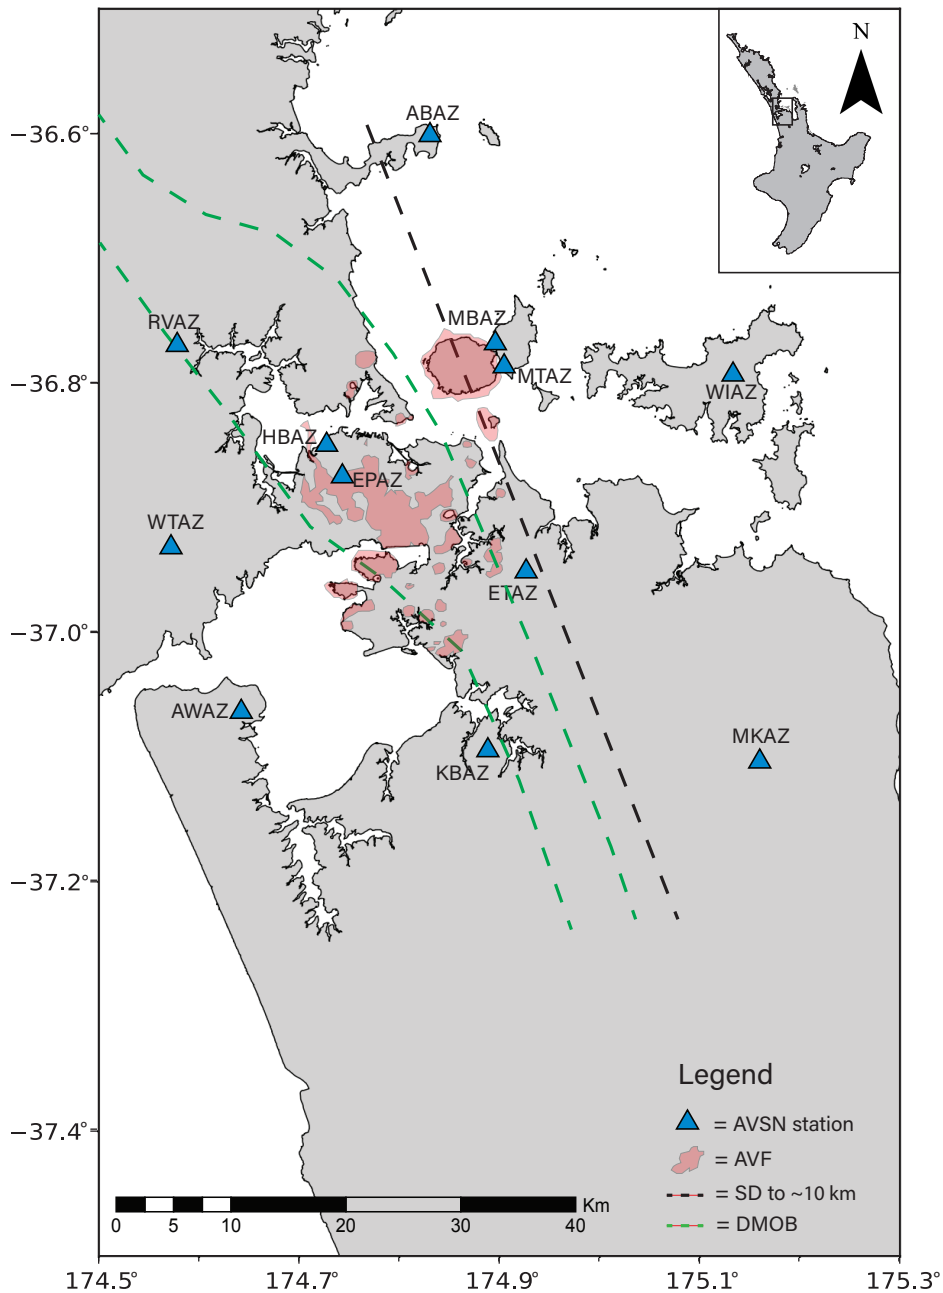 N
ABAZ
−36.6°
MBAZ
RVAZ
MTAZ
−36.8°
WIAZ
HBAZ
EPAZ
WTAZ
ETAZ
−37.0°
AWAZ
MKAZ
KBAZ
−37.2°
Legend
= AVSN station
−37.4°
= AVF
= SD to ~10 km
Km
= DMOB
0 5 10 20 30 40
174.5° 174.7° 174.9° 175.1° 175.3°